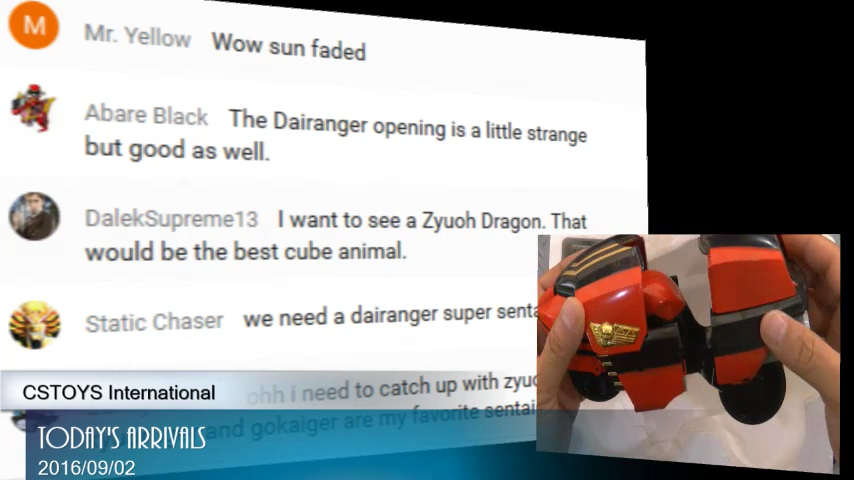 M
Mr. Yellow Wow sun faded
Abare Black The Dairanger opening is a little strange
but good as well.
DalekSupreme13 I want to see a Zyuoh Dragon. That
would be the best cube animal.
Static Chaser we need a dairanger super senta
ohh i need to catch up with zyuo
and gokaiger are my favorite sentai
CSTOYS International
TODAY'S ARRIVALS
2016/09/02